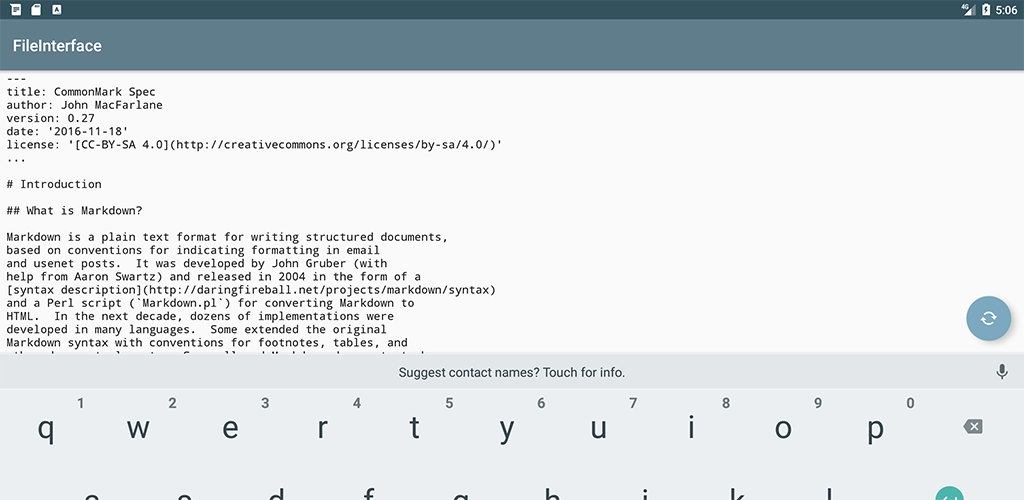 4G 5:06
FileInterface
---
title: CommonMark Spec
author: John MacFarlane
version: 0.27
date: '2016-11-18'
license: '[CC-BY-SA 4.0](http://creativecommons.org/licenses/by-sa/4.0/)'
...
# Introduction
## What is Markdown?
Markdown is a plain text format for writing structured documents,
based on conventions for indicating formatting in email
and usenet posts.  It was developed by John Gruber (with
help from Aaron Swartz) and released in 2004 in the form of a
[syntax description](http://daringfireball.net/projects/markdown/syntax)
and a Perl script (`Markdown.pl`) for converting Markdown to
HTML.  In the next decade, dozens of implementations were
developed in many languages.  Some extended the original
Markdown syntax with conventions for footnotes, tables, and
Suggest contact names? Touch for info.
1 2 3 4 5 6 7 8 9 0
q w e r t y u i o p
a s d f g h j k l